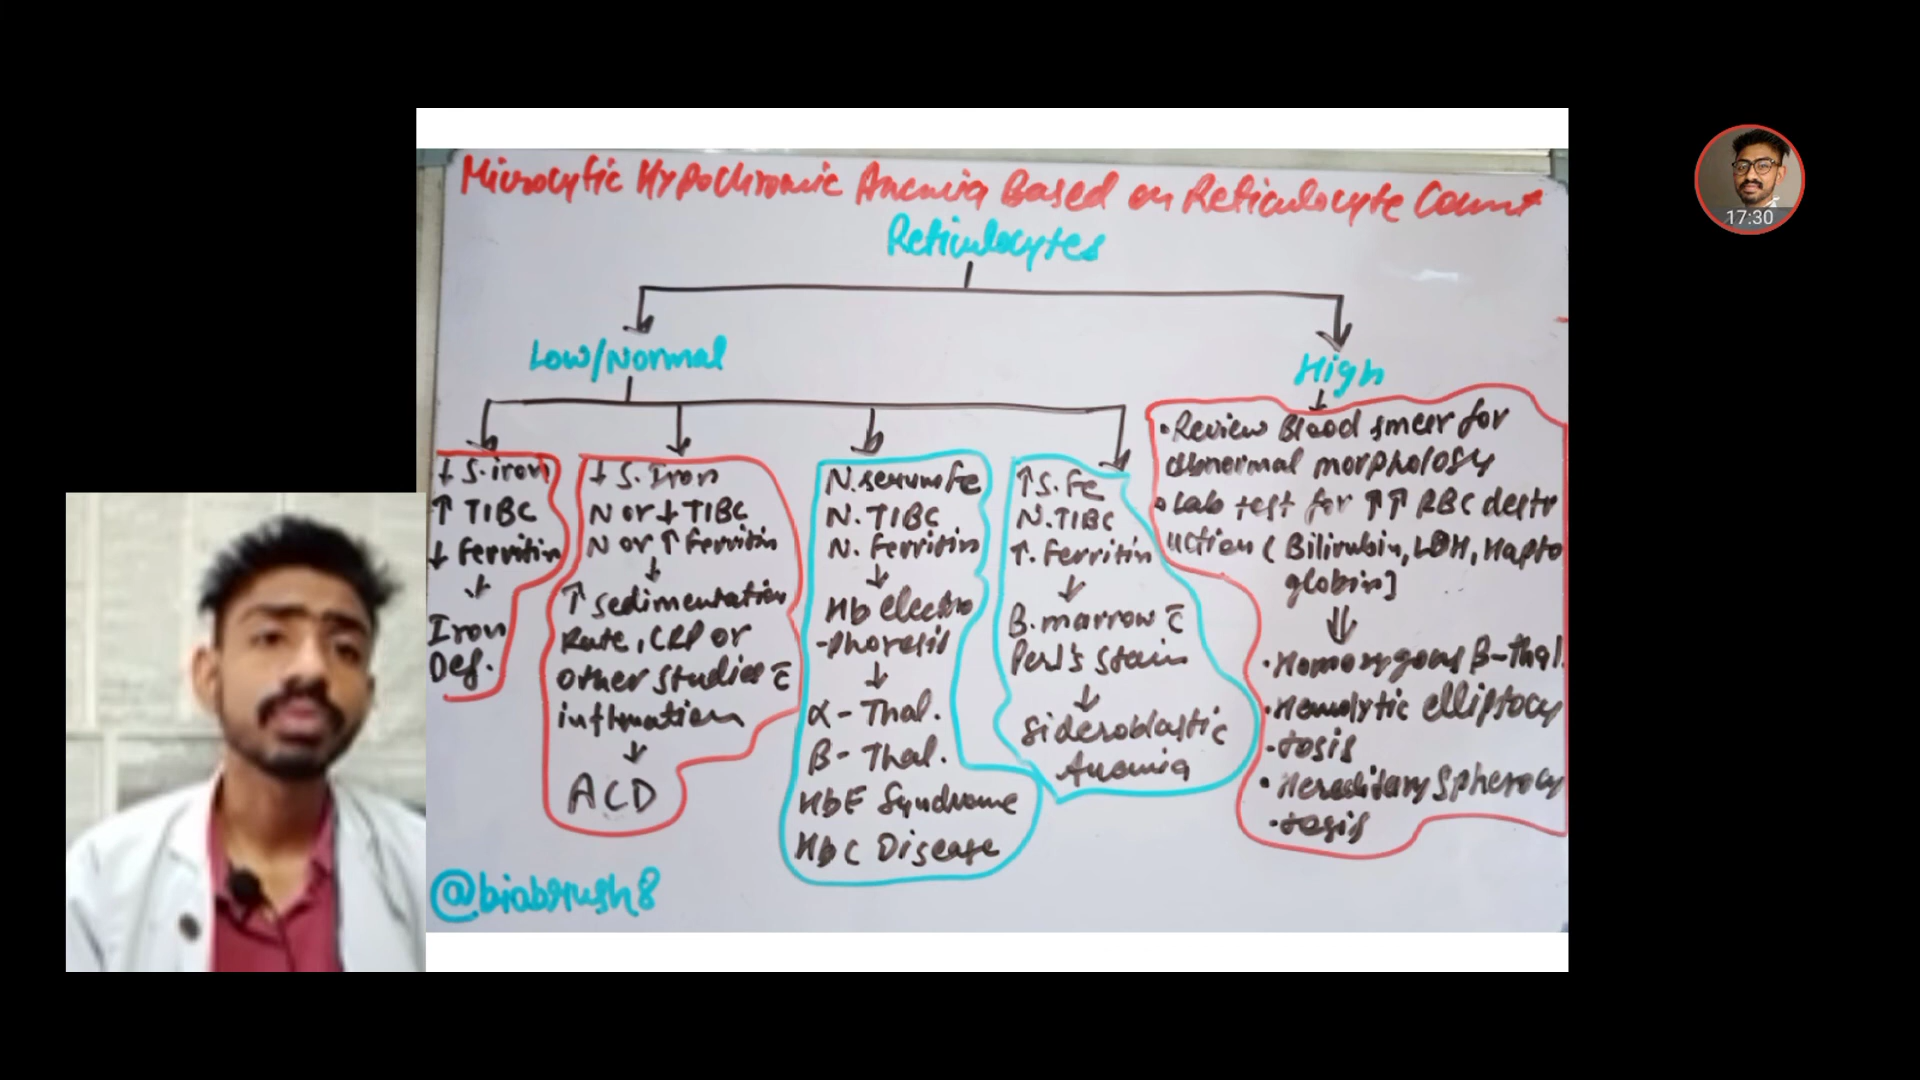 Microcytic Hypochromic Anemia Based on Reticulocyte Count
Reticulocytes
Low/Normal
High
↓ S. iron
↑ TIBC
↓ Ferritin
↓
Iron
Def.
↓ S. Iron
N or ↓ TIBC
N or ↑ Ferritin
↓
↑ sedimentation
Rate, CRP or
other studies c̄
inflmation
↓
ACD
N. serum Fe
N. TIBC
N. Ferritin
↓
Hb electro
-phoresis
↓
α- Thal.
β- Thal.
HbE Syndrome
HbC Disease
↑ S. Fe
N. TIBC
↑. Ferritin
↓
B. marrow c̄
Perl's stain
↓
Sideroblastic
Anemia
• Review Blood smear for
abnormal morphology
• Lab test for ↑↑ RBC destr
uction ( Bilirubin, LDH, Hapto
globin]
⇓
• Homozygous β-thal.
• Hemolytic elliptocy
-tosis
• Hereditary Spherocy
-tosis
@biabrush8
17:30